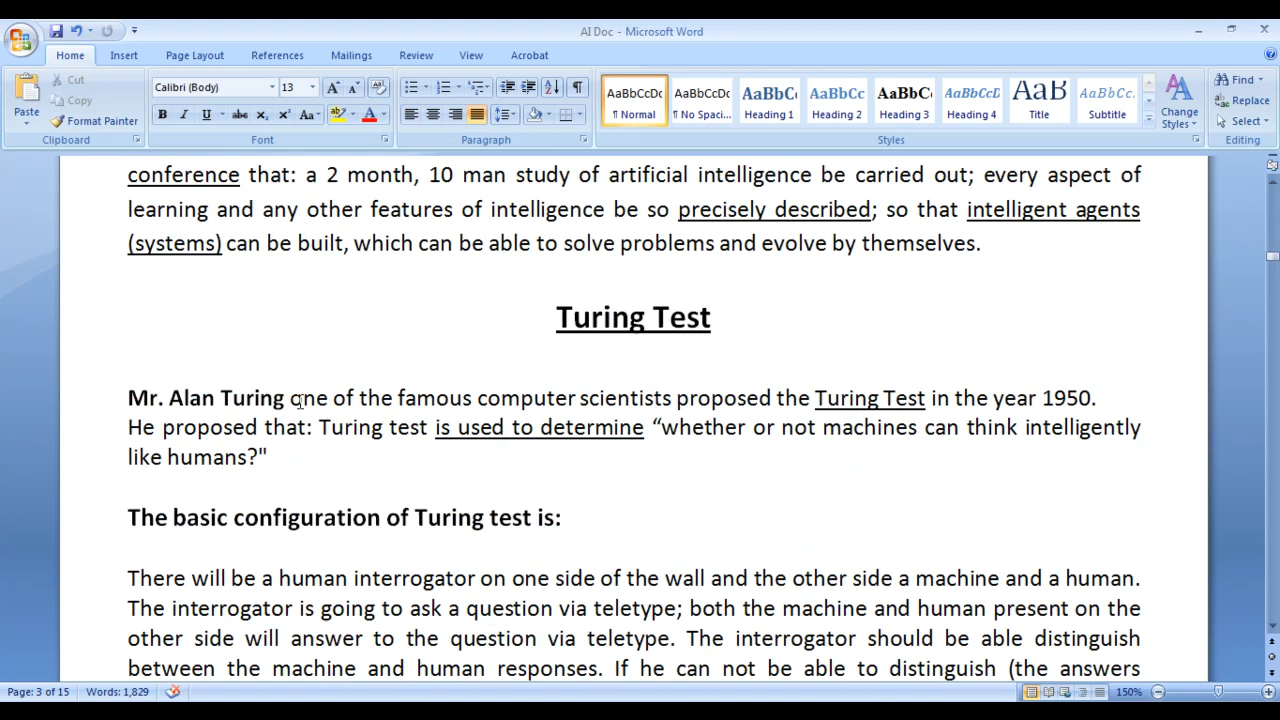 AI Doc - Microsoft Word
Home Insert Page Layout References Mailings Review View Acrobat
Paste
Cut
Copy
Format Painter
Clipboard
Calibri (Body) 13
Font
Paragraph
AaBbCcDc AaBbCcDc AaBbC AaBbCc AaBbC AaBbCcD AaB AaBbCc.
¶ Normal ¶ No Spaci... Heading 1 Heading 2 Heading 3 Heading 4 Title Subtitle
Change Styles
Styles
Find
Replace
Select
Editing
conference that: a 2 month, 10 man study of artificial intelligence be carried out; every aspect of
learning and any other features of intelligence be so precisely described; so that intelligent agents
(systems) can be built, which can be able to solve problems and evolve by themselves.
Turing Test
Mr. Alan Turing one of the famous computer scientists proposed the Turing Test in the year 1950.
He proposed that: Turing test is used to determine “whether or not machines can think intelligently
like humans?"
The basic configuration of Turing test is:
There will be a human interrogator on one side of the wall and the other side a machine and a human.
The interrogator is going to ask a question via teletype; both the machine and human present on the
other side will answer to the question via teletype. The interrogator should be able distinguish
between the machine and human responses. If he can not be able to distinguish (the answers
Page: 3 of 15 Words: 1,829 150%